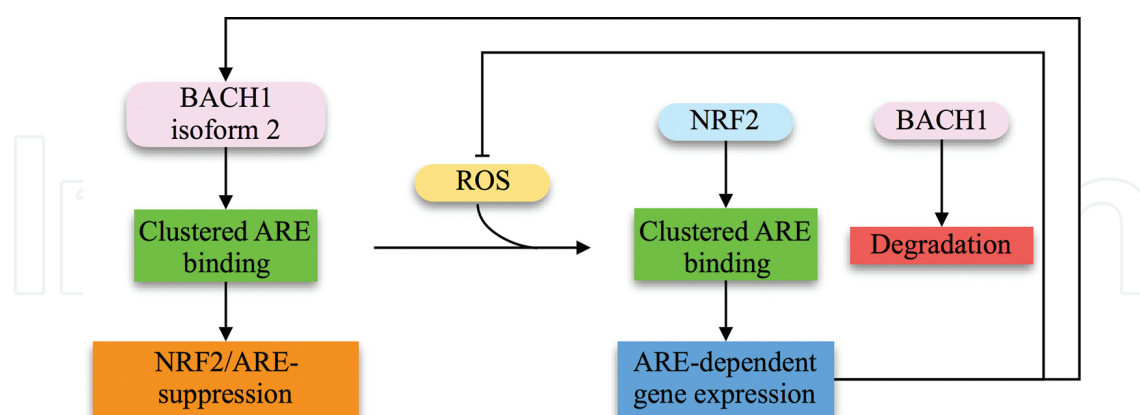 BACH1
isoform 2
NRF2
BACH1
ROS
Clustered ARE
binding
Clustered ARE
binding
Degradation
NRF2/ARE-
suppression
ARE-dependent
gene expression